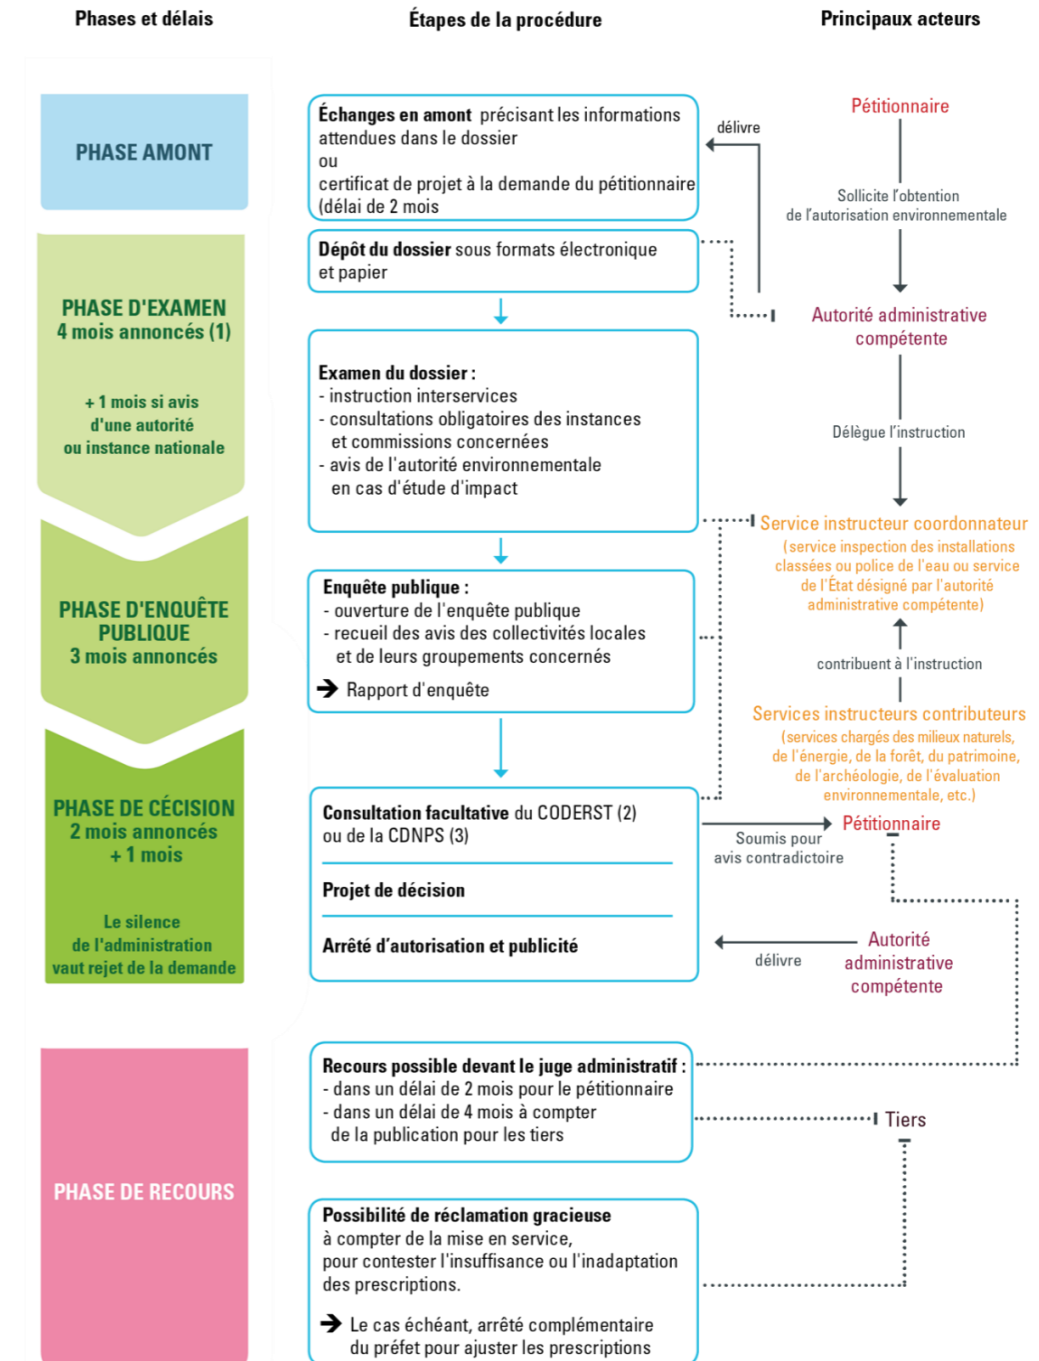 Phases et délais
Étapes de la procédure
Principaux acteurs
PHASE AMONT
Échanges en amont précisant les informations
attendues dans le dossier
ou
certificat de projet à la demande du pétitionnaire
(délai de 2 mois
délivre
Pétitionnaire
Sollicite l'obtention
de l'autorisation environnementale
Dépôt du dossier sous formats électronique
et papier
PHASE D'EXAMEN
4 mois annoncés (1)
+ 1 mois si avis
d'une autorité
ou instance nationale
Autorité administrative
compétente
Examen du dossier :
- instruction interservices
- consultations obligatoires des instances
et commissions concernées
- avis de l'autorité environnementale
en cas d'étude d'impact
Délègue l'instruction
Service instructeur coordonnateur
(service inspection des installations
classées ou police de l'eau ou service
de l'État désigné par l'autorité
administrative compétente)
PHASE D'ENQUÊTE
PUBLIQUE
3 mois annoncés
Enquête publique :
- ouverture de l'enquête publique
- recueil des avis des collectivités locales
et de leurs groupements concernés
➔ Rapport d'enquête
contribuent à l'instruction
Services instructeurs contributeurs
(services chargés des milieux naturels,
de l'énergie, de la forêt, du patrimoine,
de l'archéologie, de l'évaluation
environnementale, etc.)
PHASE DE CÉCISION
2 mois annoncés
+ 1 mois
Le silence
de l'administration
vaut rejet de la demande
Consultation facultative du CODERST (2)
ou de la CDNPS (3)
Projet de décision
Arrêté d'autorisation et publicité
Pétitionnaire
Soumis pour
avis contradictoire
délivre
Autorité
administrative
compétente
PHASE DE RECOURS
Recours possible devant le juge administratif :
- dans un délai de 2 mois pour le pétitionnaire
- dans un délai de 4 mois à compter
de la publication pour les tiers
Tiers
Possibilité de réclamation gracieuse
à compter de la mise en service,
pour contester l'insuffisance ou l'inadaptation
des prescriptions.
➔ Le cas échéant, arrêté complémentaire
du préfet pour ajuster les prescriptions